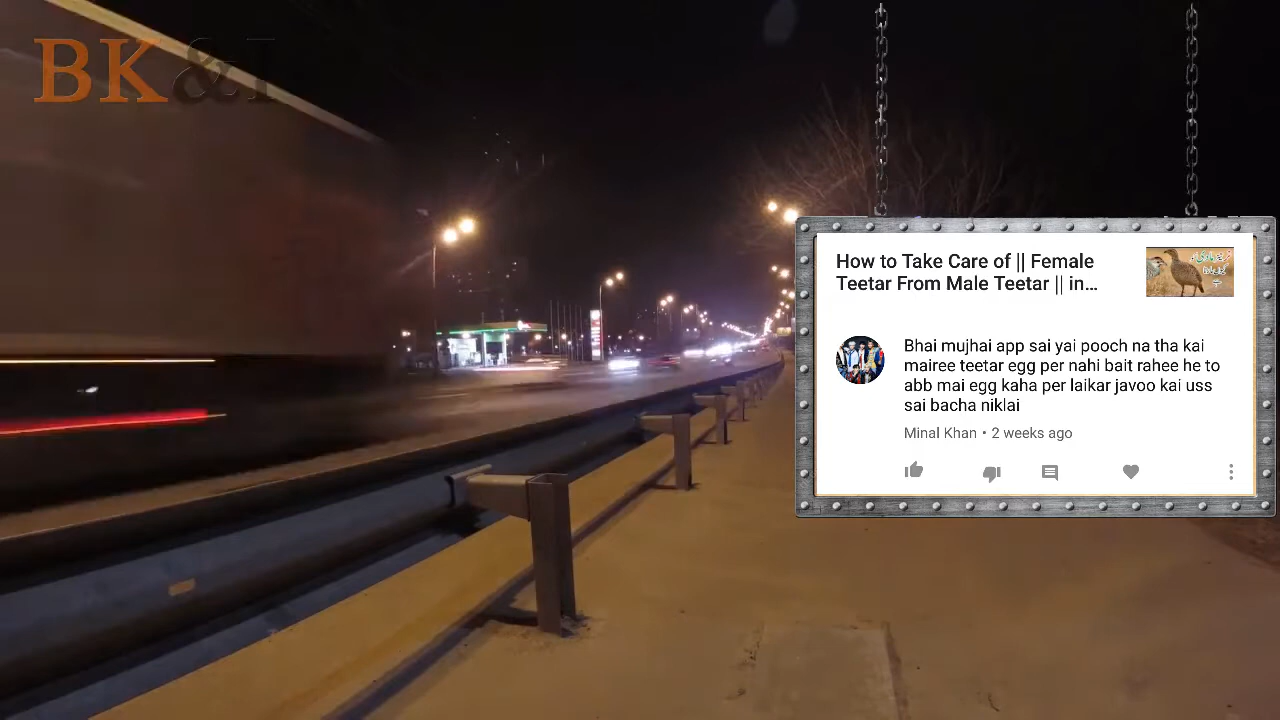 BK&I
How to Take Care of || Female
Teetar From Male Teetar || in...
Bhai mujhai app sai yai pooch na tha kai
mairee teetar egg per nahi bait rahee he to
abb mai egg kaha per laikar javoo kai uss
sai bacha niklai
Minal Khan • 2 weeks ago